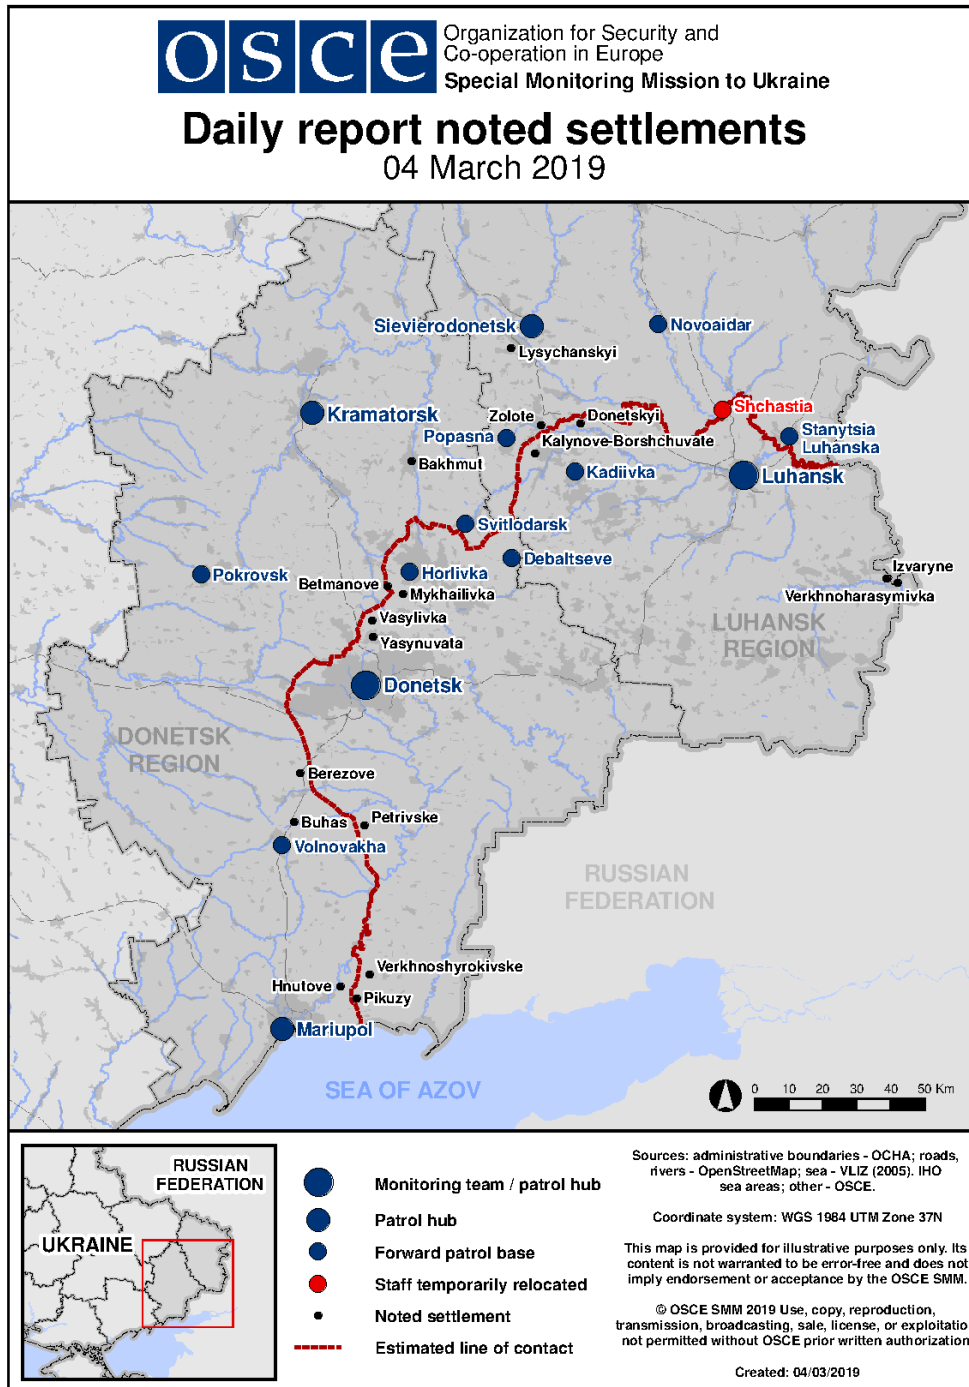 osce
Organization for Security and
Co-operation in Europe
Special Monitoring Mission to Ukraine
Daily report noted settlements
04 March 2019
Sievierodonetsk
Novoaidar
Lysychanskyi
Kramatorsk
Shchastia
Zolote
Donetskyi
Popasna
Kalynove-Borshchuvate
Stanytsia
Luhanska
Bakhmut
Kadiivka
Luhansk
Svitlodarsk
Debaltseve
Pokrovsk
Horlivka
Izvaryne
Betmanove
Mykhailivka
Verkhnoharasymivka
Vasylivka
LUHANSK
REGION
Yasynuvata
Donetsk
DONETSK
REGION
Berezove
Buhas
Petrivske
Volnovakha
RUSSIAN
FEDERATION
Verkhnoshyrokivske
Hnutove
Pikuzy
Mariupol
SEA OF AZOV
0 10 20 30 40 50 Km
RUSSIAN
FEDERATION
UKRAINE
Monitoring team / patrol hub
Patrol hub
Forward patrol base
Staff temporarily relocated
Noted settlement
Estimated line of contact
Sources: administrative boundaries - OCHA; roads,
rivers - OpenStreetMap; sea - VLIZ (2005). IHO
sea areas; other - OSCE.
Coordinate system: WGS 1984 UTM Zone 37N
This map is provided for illustrative purposes only. Its
content is not warranted to be error-free and does not
imply endorsement or acceptance by the OSCE SMM.
© OSCE SMM 2019 Use, copy, reproduction,
transmission, broadcasting, sale, license, or exploitatio
not permitted without OSCE prior written authorization
Created: 04/03/2019